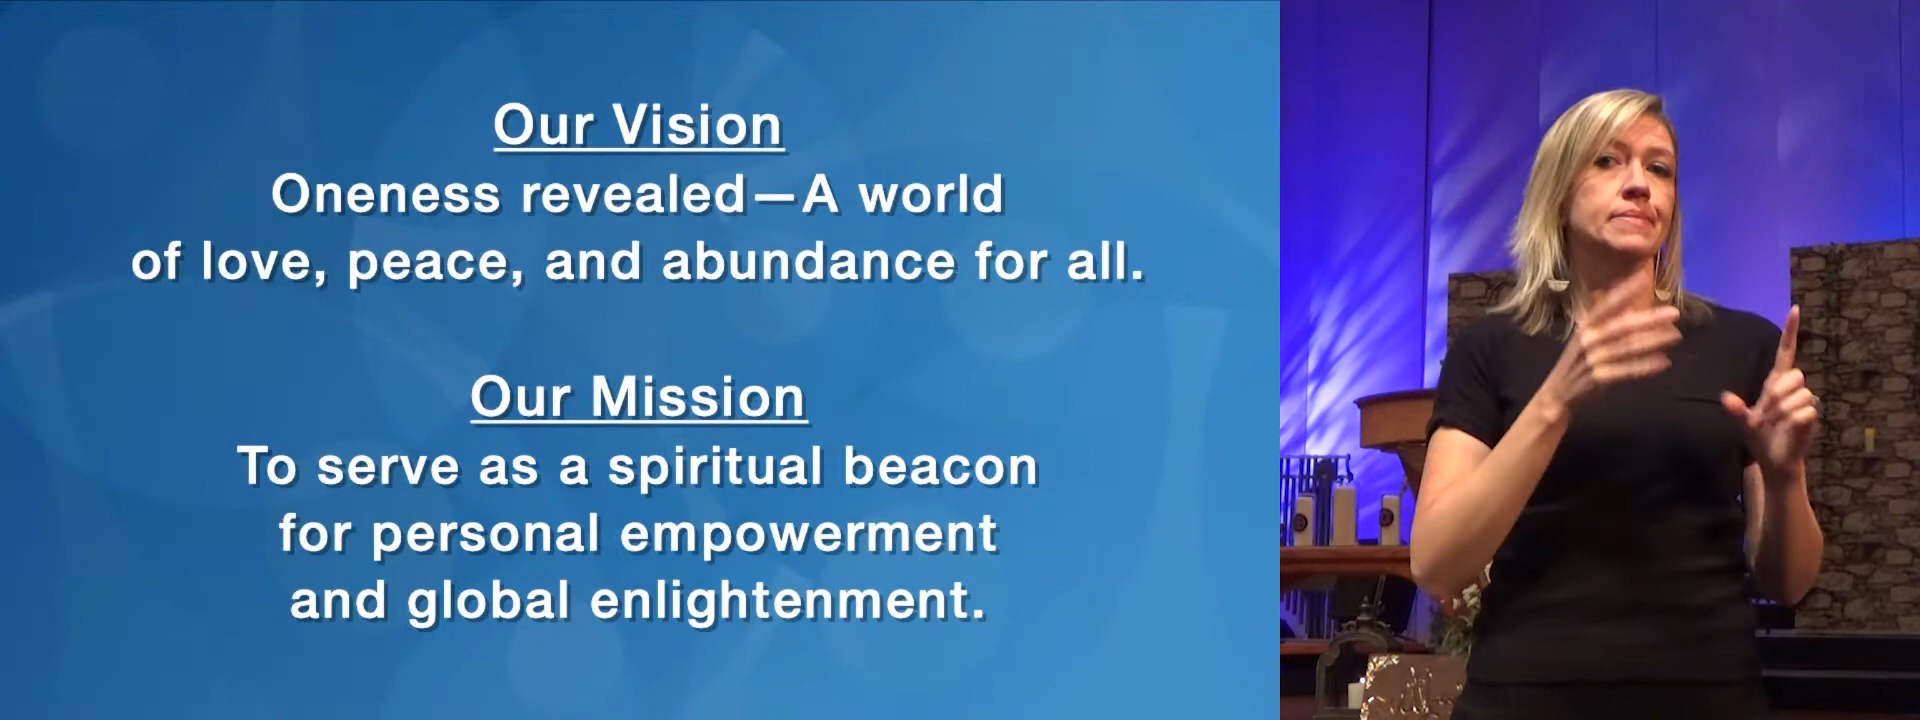 Our Vision
Oneness revealed—A world
of love, peace, and abundance for all.
Our Mission
To serve as a spiritual beacon
for personal empowerment
and global enlightenment.